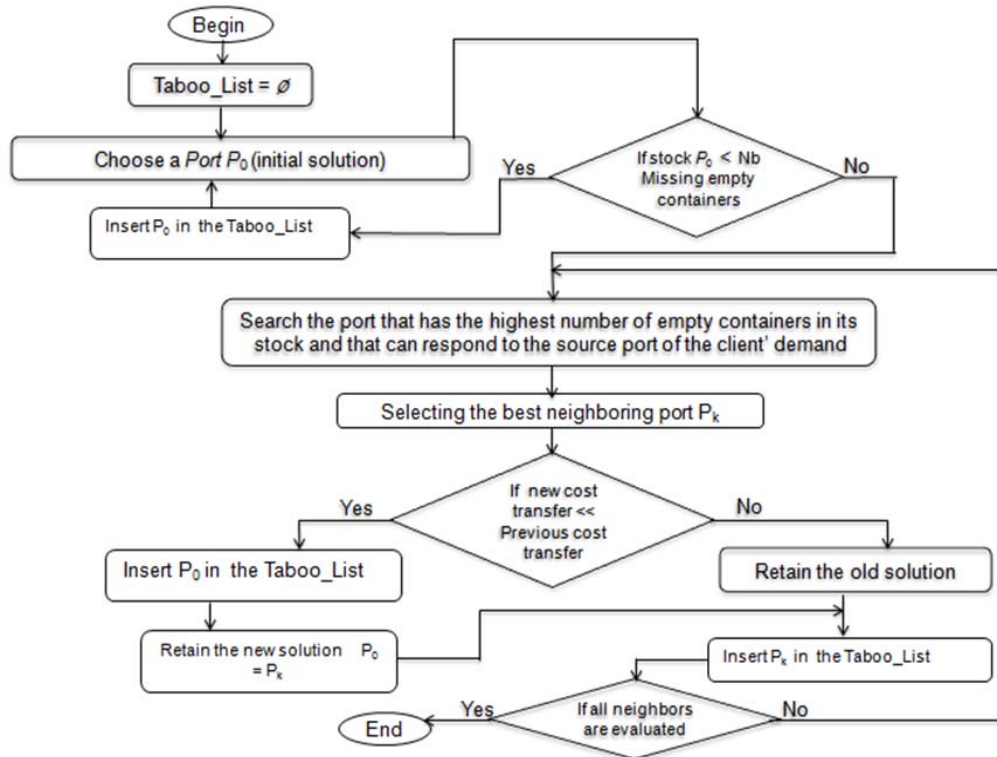 Begin
Taboo_List = ∅
Choose a Port P₀ (initial solution)
Insert P₀ in the Taboo_List
Yes
If stock P₀ < Nb
Missing empty
containers
No
Search the port that has the highest number of empty containers in its
stock and that can respond to the source port of the client' demand
Selecting the best neighboring port Pₖ
Yes
If new cost
transfer <<
Previous cost
transfer
No
Insert P₀ in the Taboo_List
Retain the old solution
Retain the new solution P₀
= Pₖ
Insert Pₖ in the Taboo_List
End
Yes
If all neighbors
are evaluated
No